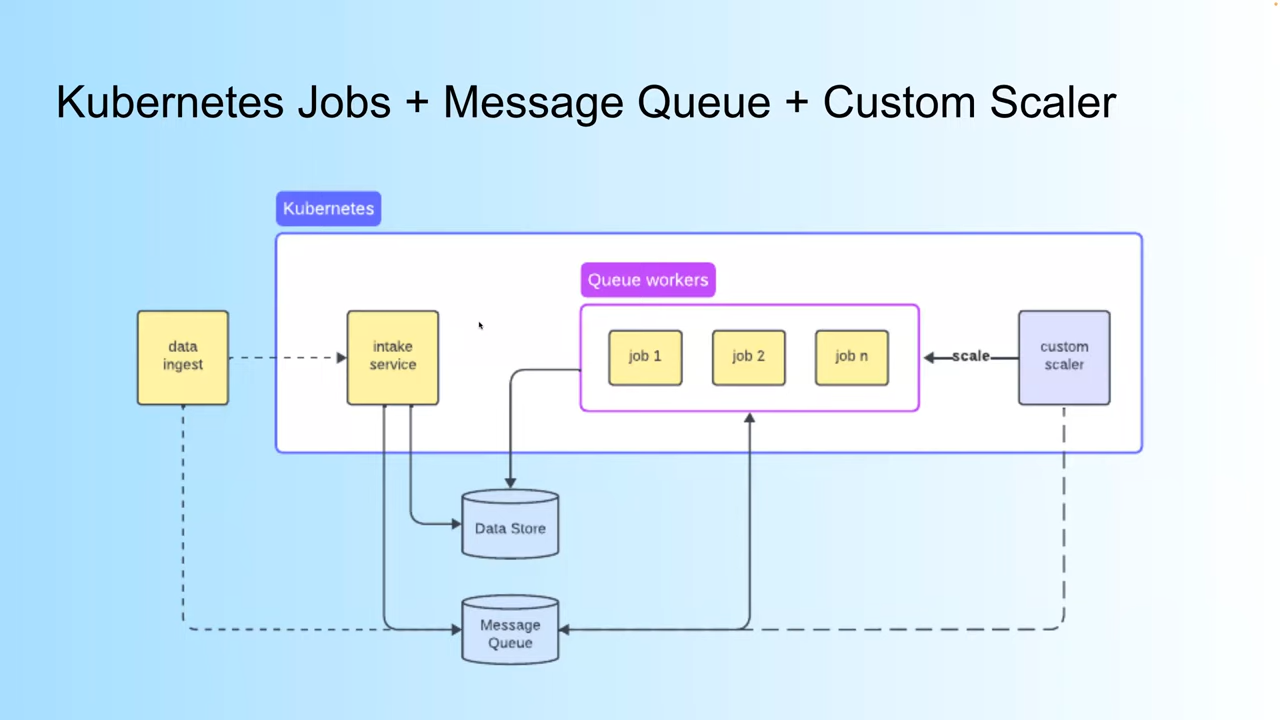 Kubernetes Jobs + Message Queue + Custom Scaler
Kubernetes
Queue workers
data
ingest
intake
service
job 1
job 2
job n
scale
custom
scaler
Data Store
Message
Queue